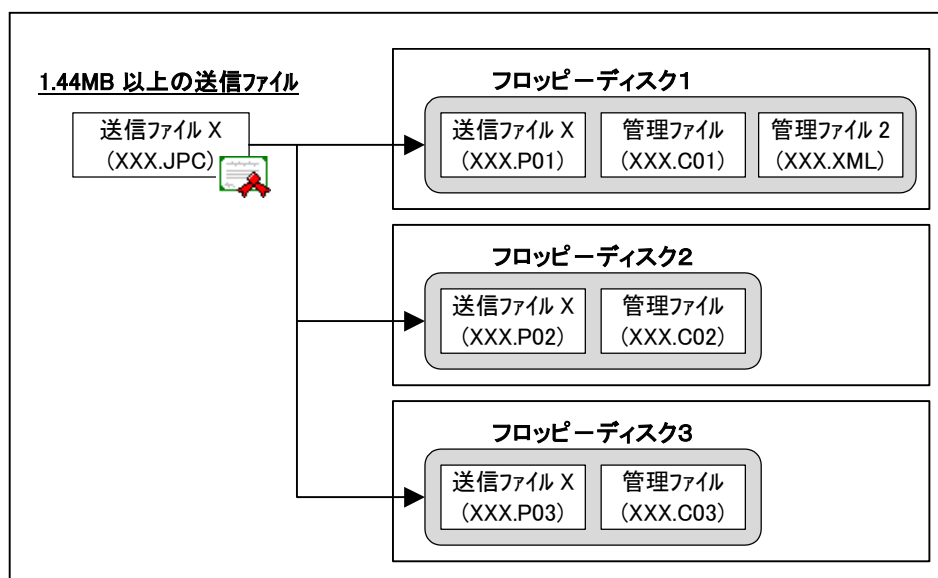 1.44MB 以上の送信ファイル
送信ファイル X
(XXX.JPC)
フロッピーディスク1
送信ファイル X
(XXX.P01)
管理ファイル
(XXX.C01)
管理ファイル 2
(XXX.XML)
フロッピーディスク2
送信ファイル X
(XXX.P02)
管理ファイル
(XXX.C02)
フロッピーディスク3
送信ファイル X
(XXX.P03)
管理ファイル
(XXX.C03)